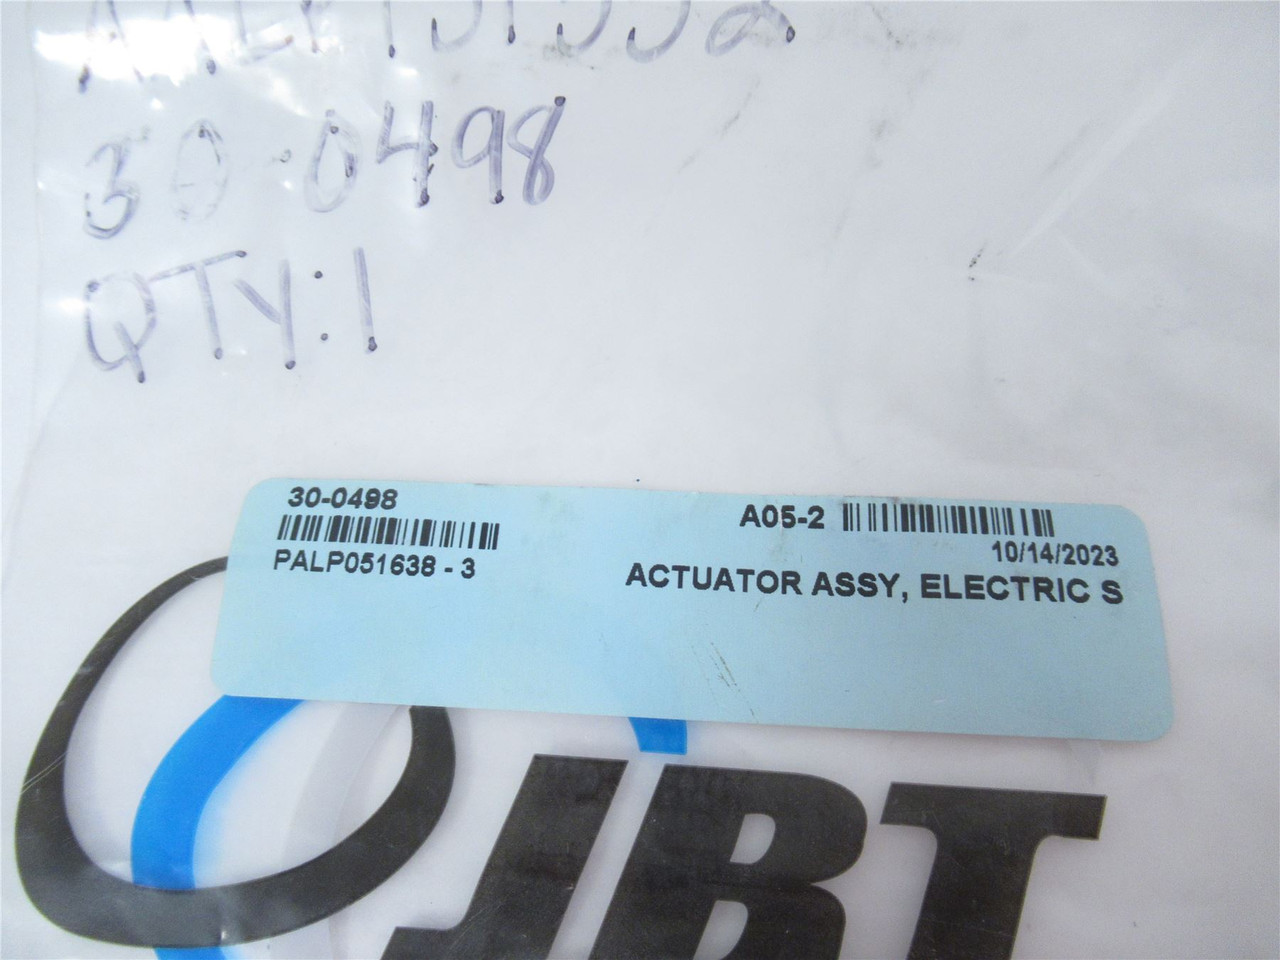 30-0498
QTY:1
30-0498
A05-2
10/14/2023
PALP051638 - 3
ACTUATOR ASSY, ELECTRIC S
JBT